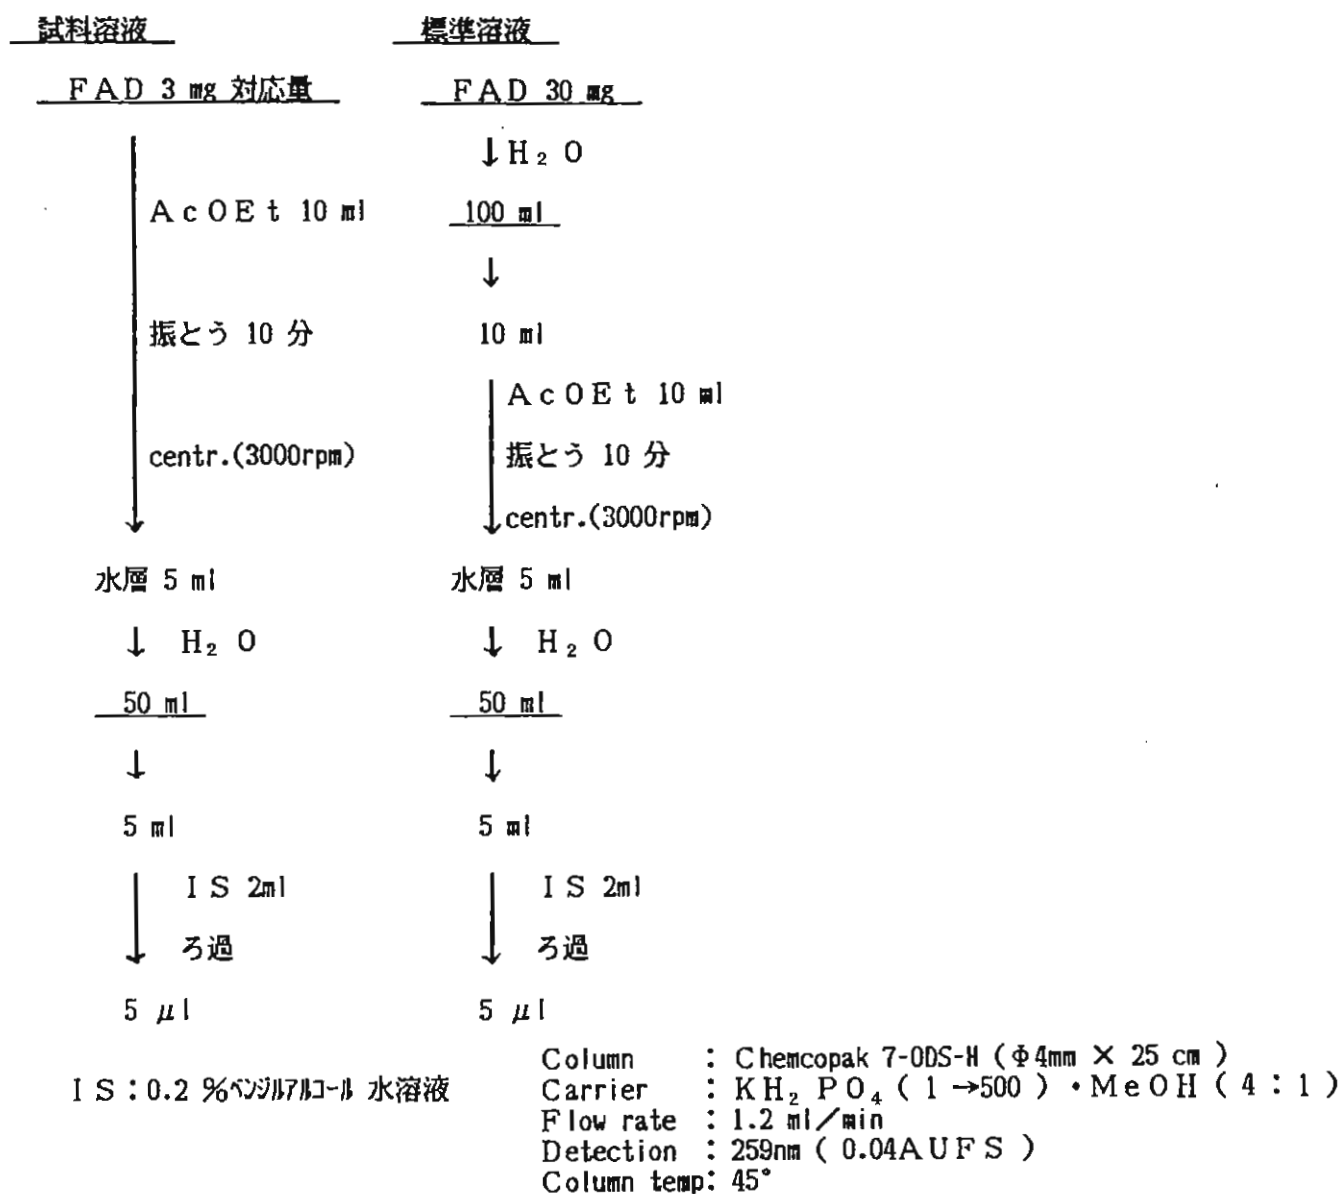 試料溶液 標準溶液
FAD 3 mg 対応量 FAD 30 mg
↓ H₂O
AcOEt 10 ml 100 ml
↓
振とう 10 分 10 ml
AcOEt 10 ml
centr.(3000rpm) 振とう 10 分
centr.(3000rpm)
水層 5 ml 水層 5 ml
↓ H₂O ↓ H₂O
50 ml 50 ml
↓ ↓
5 ml 5 ml
IS 2ml IS 2ml
ろ過 ろ過
5 μl 5 μl
Column : Chemcopak 7-ODS-H (Φ4mm × 25 cm )
IS:0.2 %ベンジルアルコール 水溶液 Carrier : KH₂PO₄ ( 1 →500 ) ・MeOH ( 4 : 1 )
Flow rate : 1.2 ml/min
Detection : 259nm ( 0.04AUFS )
Column temp: 45°